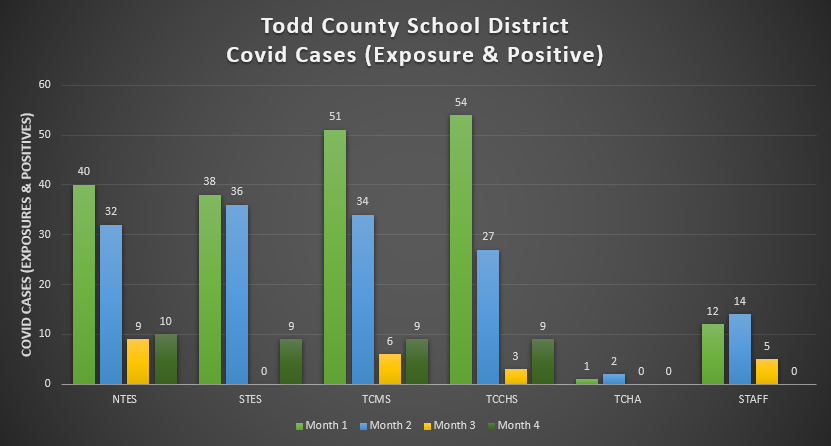 Todd County School District
Covid Cases (Exposure & Positive)
COVID CASES (EXPOSURES & POSITIVES)
60
50
40
30
20
10
0
40 32 9 10
38 36 0 9
51 34 6 9
54 27 3 9
1 2 0 0
12 14 5 0
NTES STES TCMS TCCHS TCHA STAFF
Month 1 Month 2 Month 3 Month 4